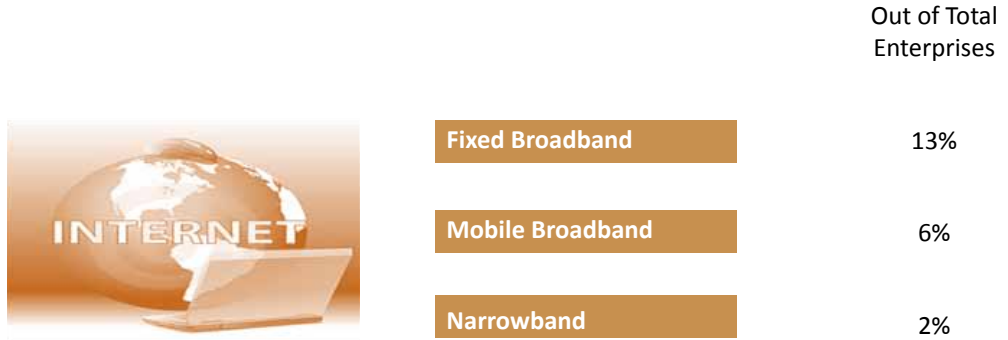 Out of Total
Enterprises
INTERNET
Fixed Broadband 13%
Mobile Broadband 6%
Narrowband 2%